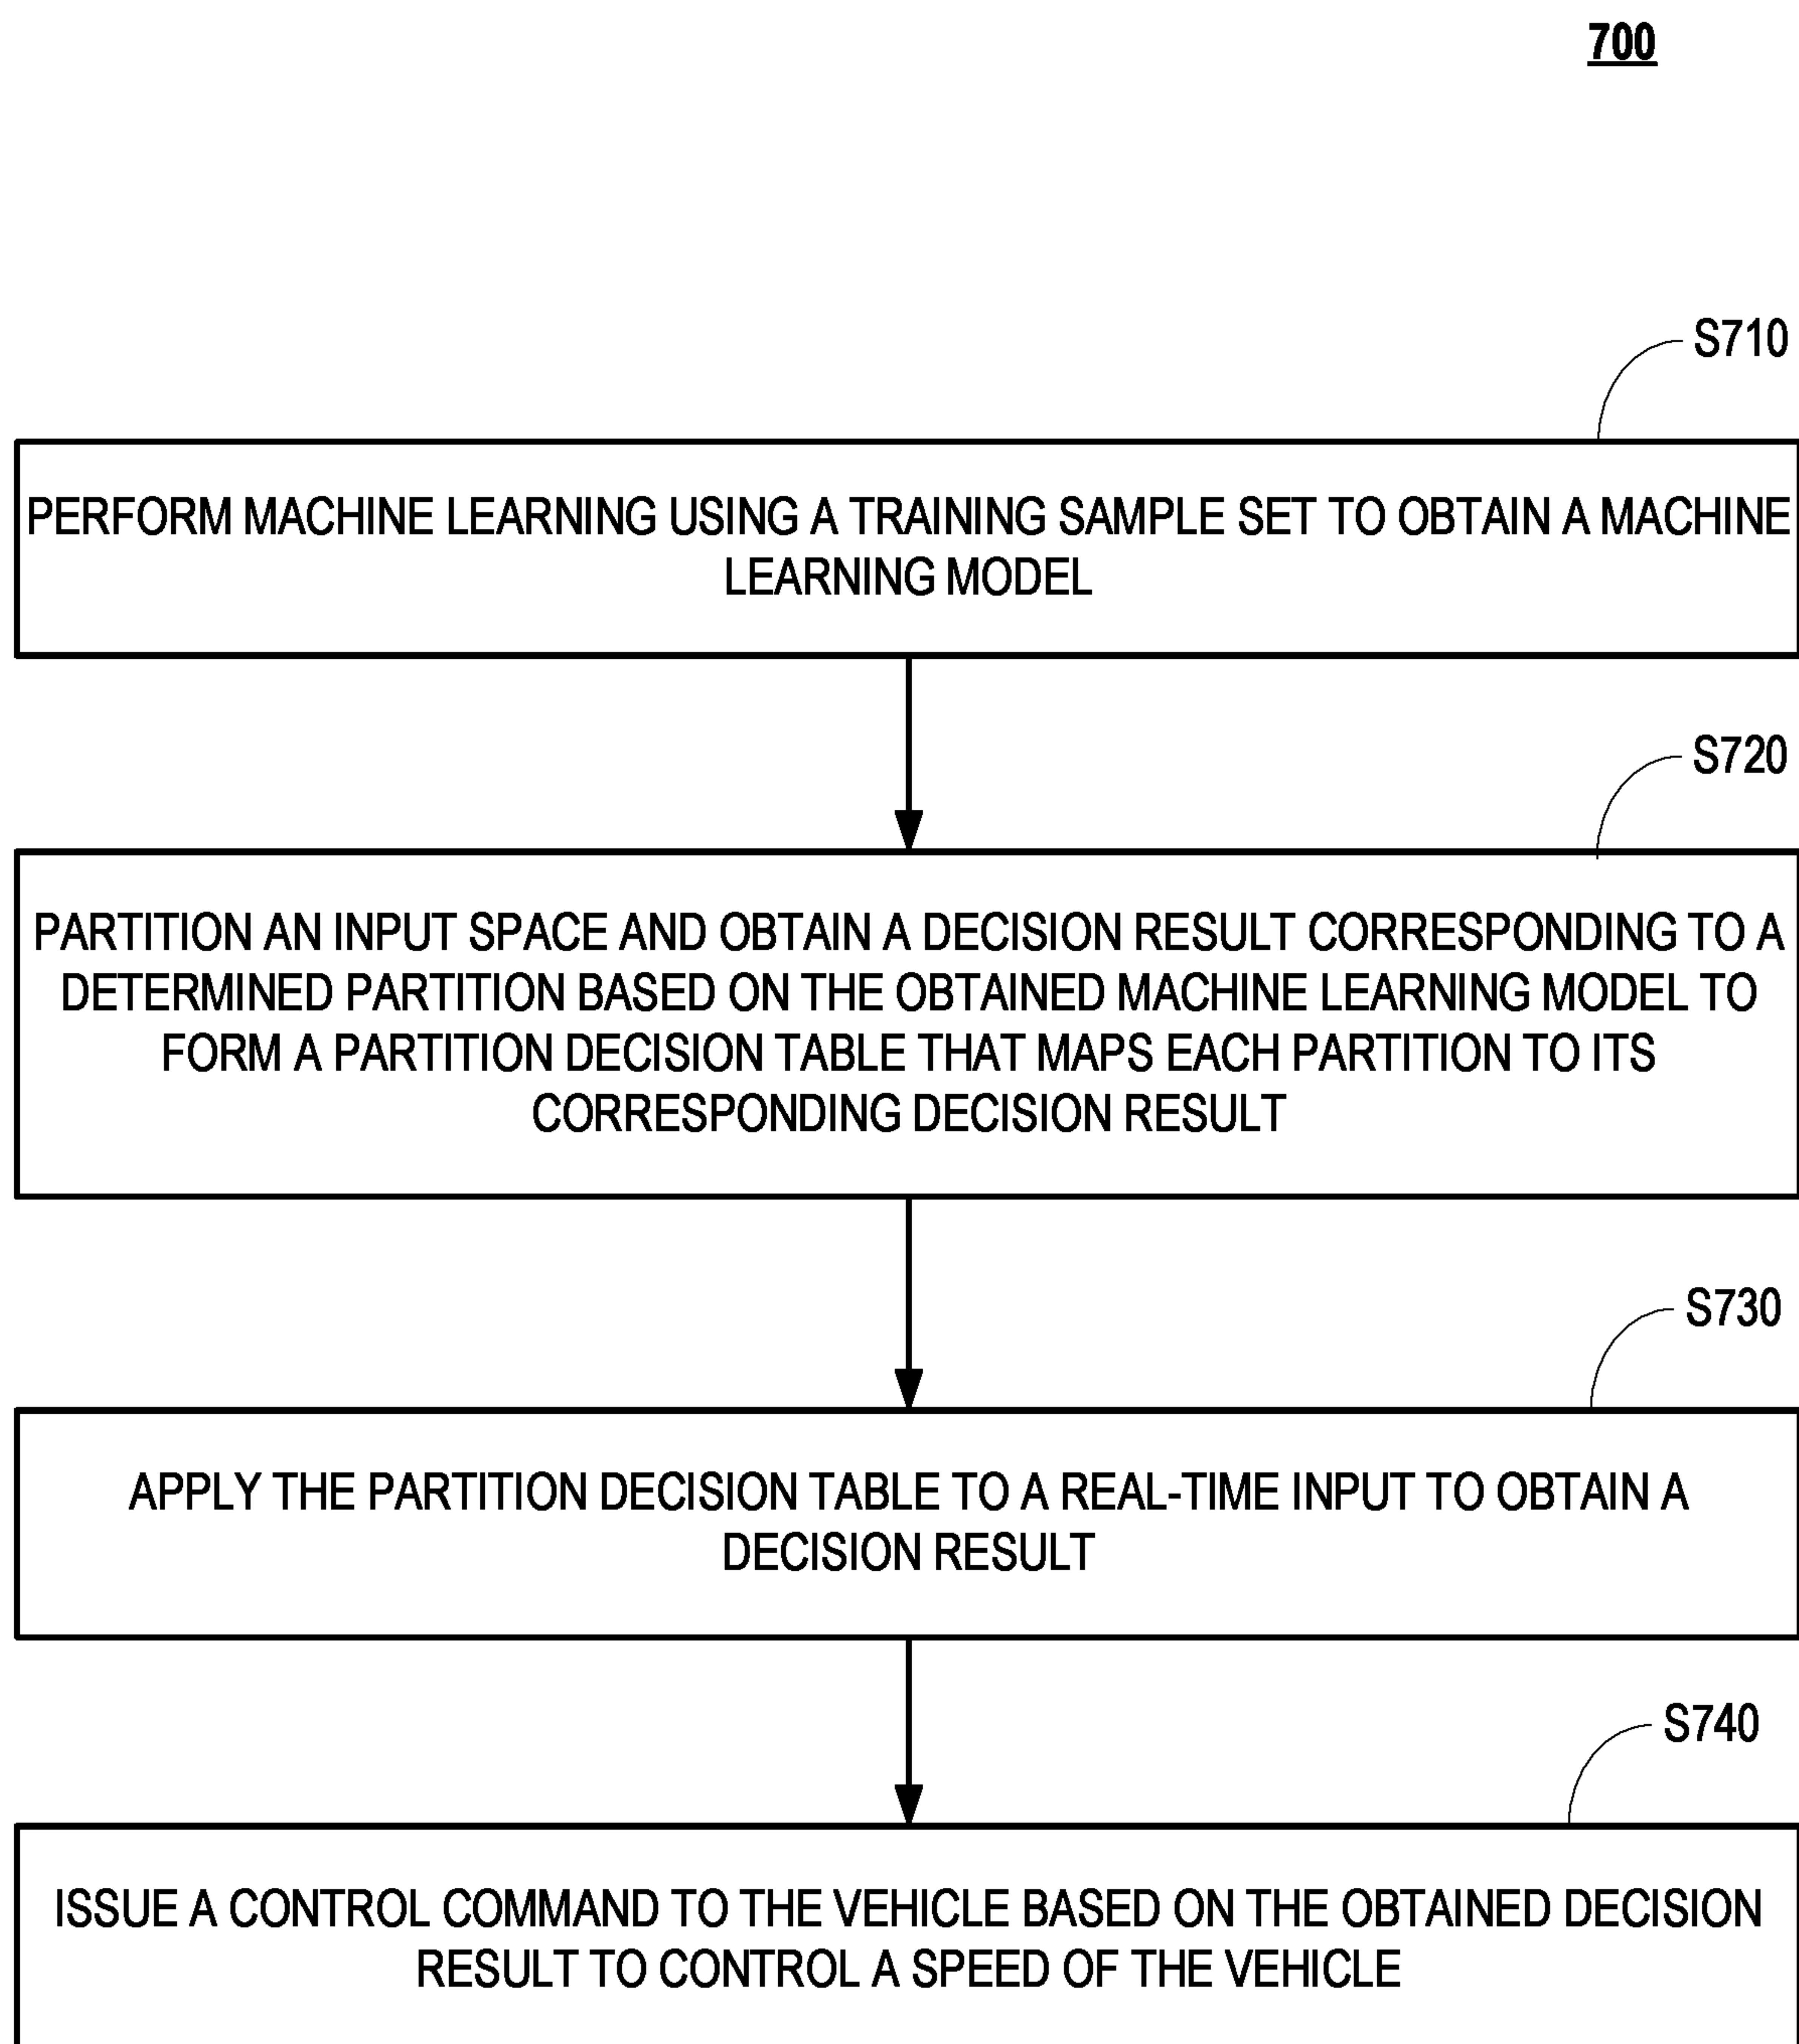 700
S710
PERFORM MACHINE LEARNING USING A TRAINING SAMPLE SET TO OBTAIN A MACHINE
LEARNING MODEL
S720
PARTITION AN INPUT SPACE AND OBTAIN A DECISION RESULT CORRESPONDING TO A
DETERMINED PARTITION BASED ON THE OBTAINED MACHINE LEARNING MODEL TO
FORM A PARTITION DECISION TABLE THAT MAPS EACH PARTITION TO ITS
CORRESPONDING DECISION RESULT
S730
APPLY THE PARTITION DECISION TABLE TO A REAL-TIME INPUT TO OBTAIN A
DECISION RESULT
S740
ISSUE A CONTROL COMMAND TO THE VEHICLE BASED ON THE OBTAINED DECISION
RESULT TO CONTROL A SPEED OF THE VEHICLE